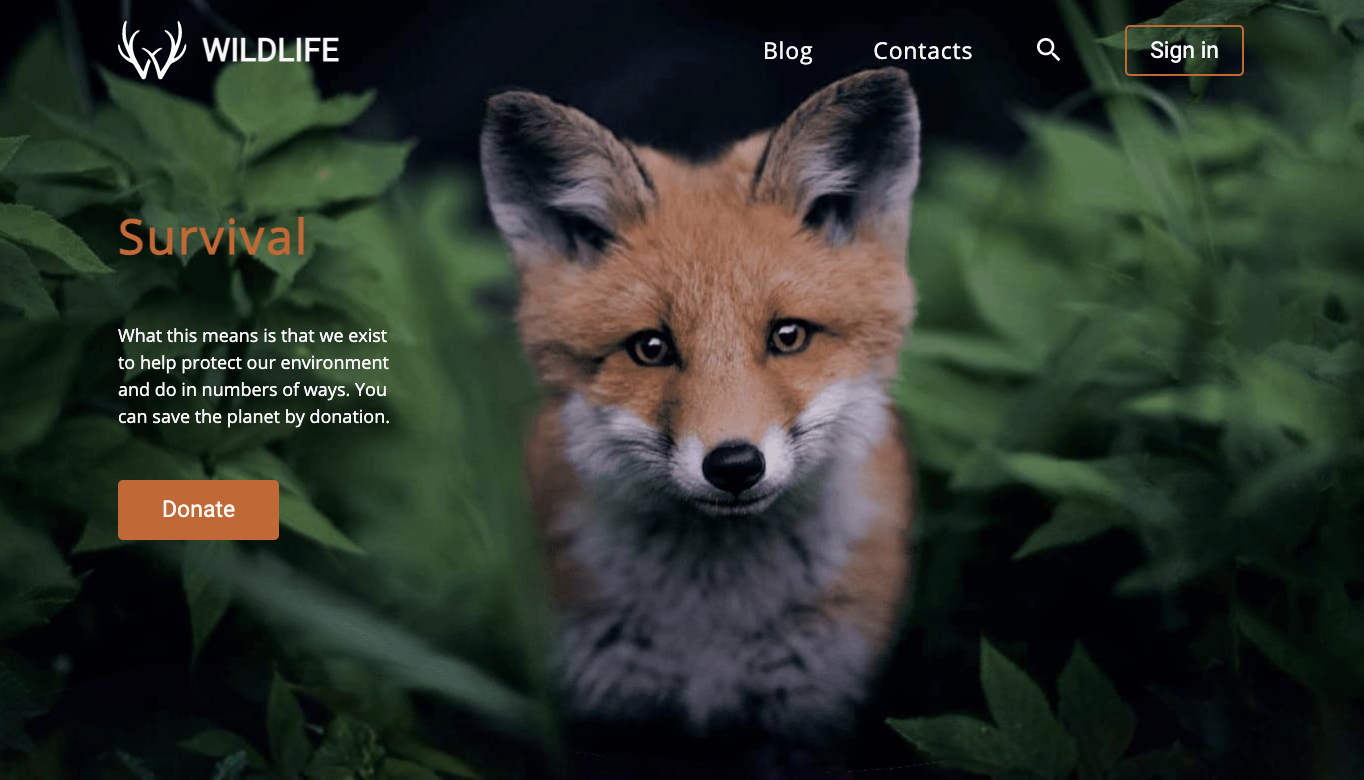 WILDLIFE
Blog
Contacts
Sign in
Survival
What this means is that we exist
to help protect our environment
and do in numbers of ways. You
can save the planet by donation.
Donate